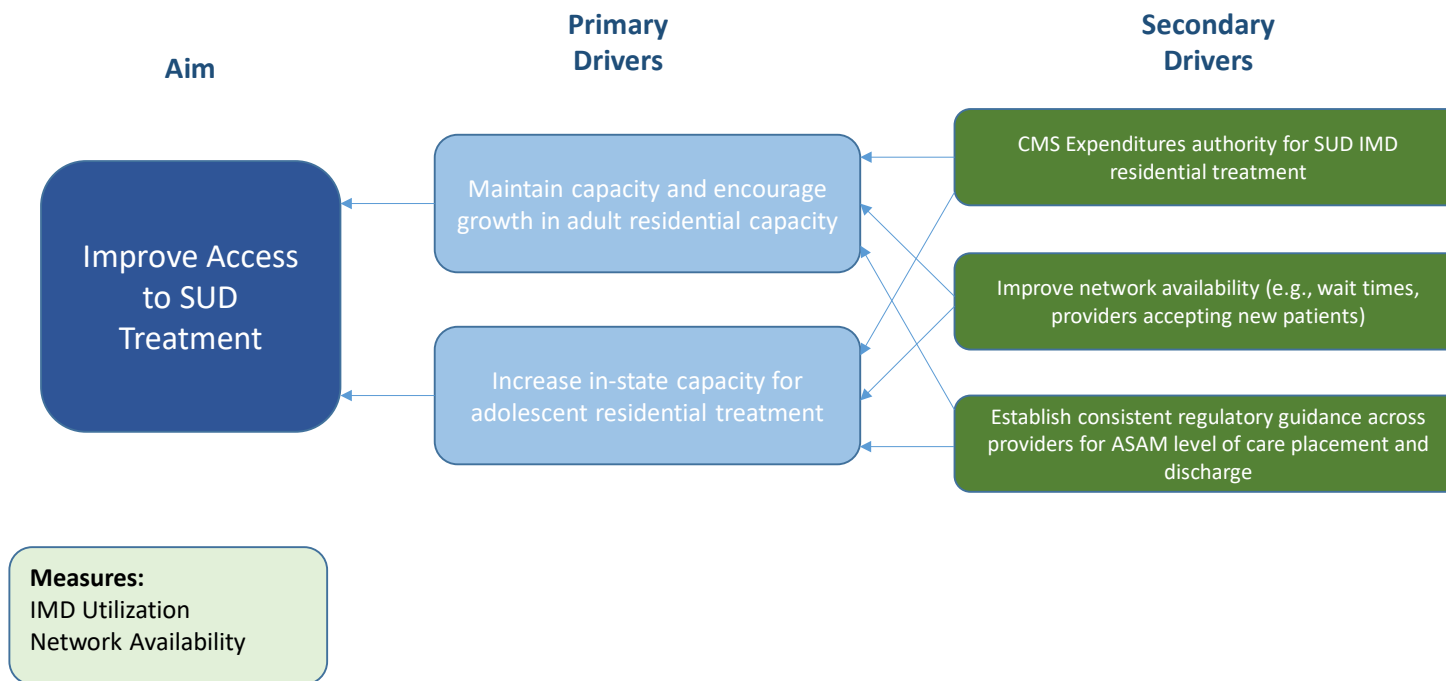 Aim
Primary
Drivers
Secondary
Drivers
Improve Access
to SUD
Treatment
Maintain capacity and encourage
growth in adult residential capacity
Increase in-state capacity for
adolescent residential treatment
CMS Expenditures authority for SUD IMD
residential treatment
Improve network availability (e.g., wait times,
providers accepting new patients)
Establish consistent regulatory guidance across
providers for ASAM level of care placement and
discharge
Measures:
IMD Utilization
Network Availability